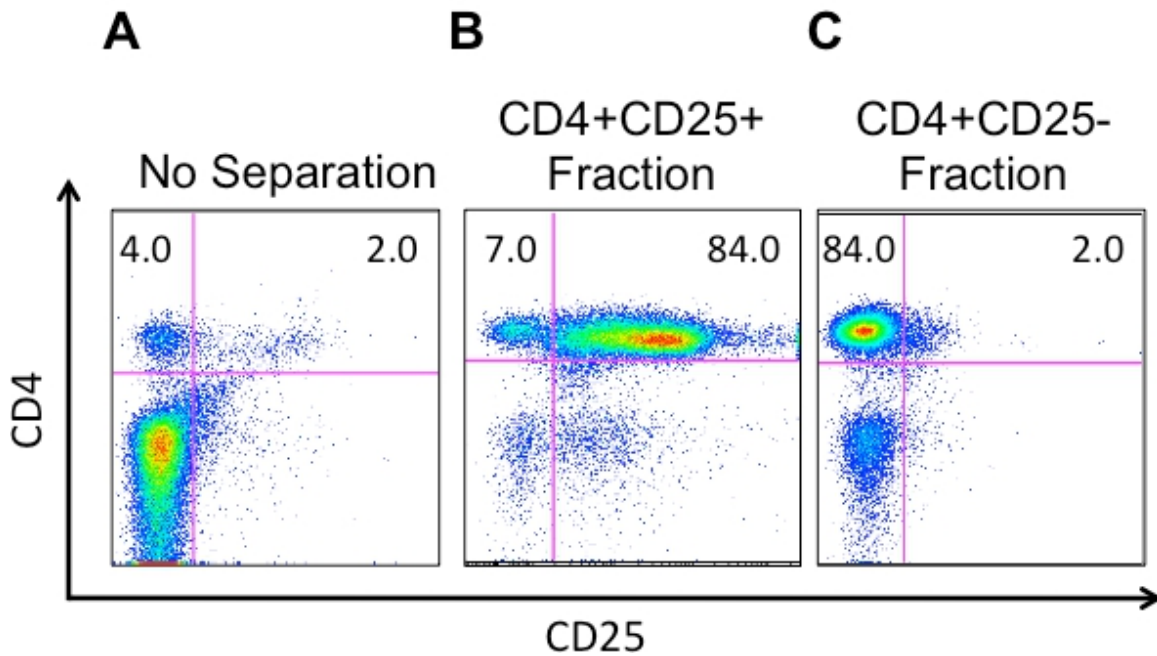 A
B
C
No Separation
CD4+CD25+
Fraction
CD4+CD25-
Fraction
4.0
2.0
7.0
84.0
84.0
2.0
CD4
CD25